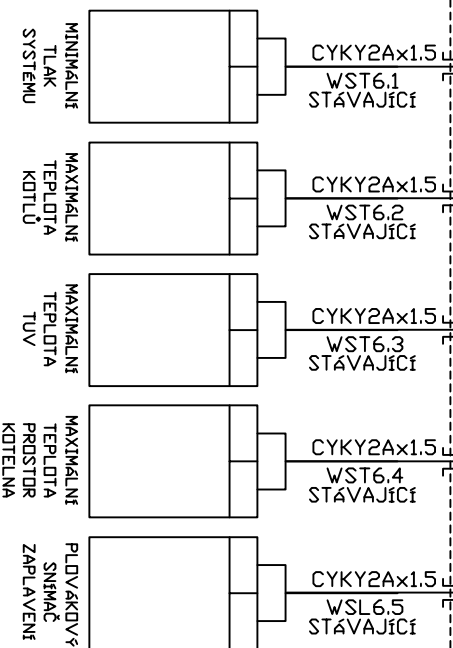 MINIMáLNí
TLAK
SYSTéMU
CYKY2Ax1.5
WST6.1
STáVAJíCí
MAXIMáLNí
TEPLOTA
KOTLŮ
CYKY2Ax1.5
WST6.2
STáVAJíCí
MAXIMáLNí
TEPLOTA
TUV
CYKY2Ax1.5
WST6.3
STáVAJíCí
MAXIMáLNí
TEPLOTA
PROSTOR
KOTELNA
CYKY2Ax1.5
WST6.4
STáVAJíCí
PLOVáKOVÝ
SNíMAČ
ZAPLAVENí
CYKY2Ax1.5
WSL6.5
STáVAJíCí